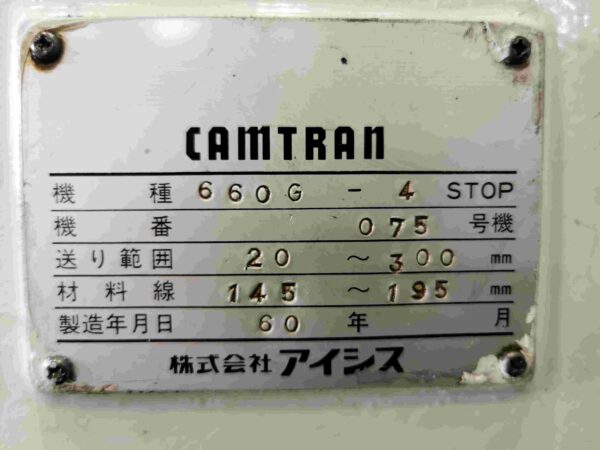 CAMTRAN
機 種 660G - 4 STOP
機 番 075 号機
送り範囲 20 ～ 300 mm
材料線 145 ～ 195 mm
製造年月日 60 年 月
株式会社 アイシス